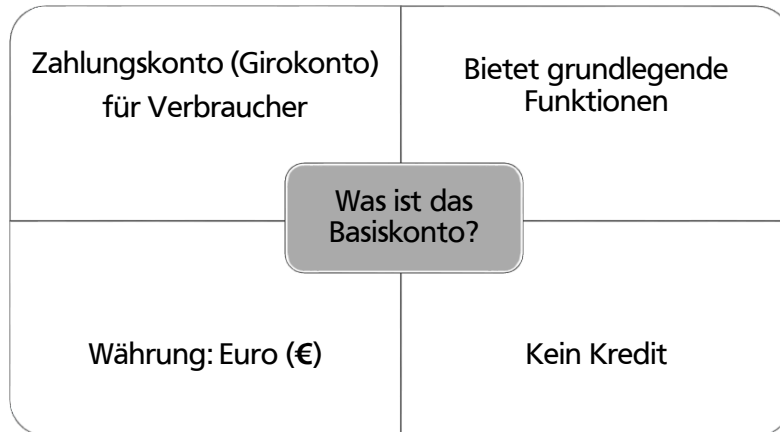 Zahlungskonto (Girokonto)
für Verbraucher
Bietet grundlegende
Funktionen
Was ist das
Basiskonto?
Währung: Euro (€)
Kein Kredit